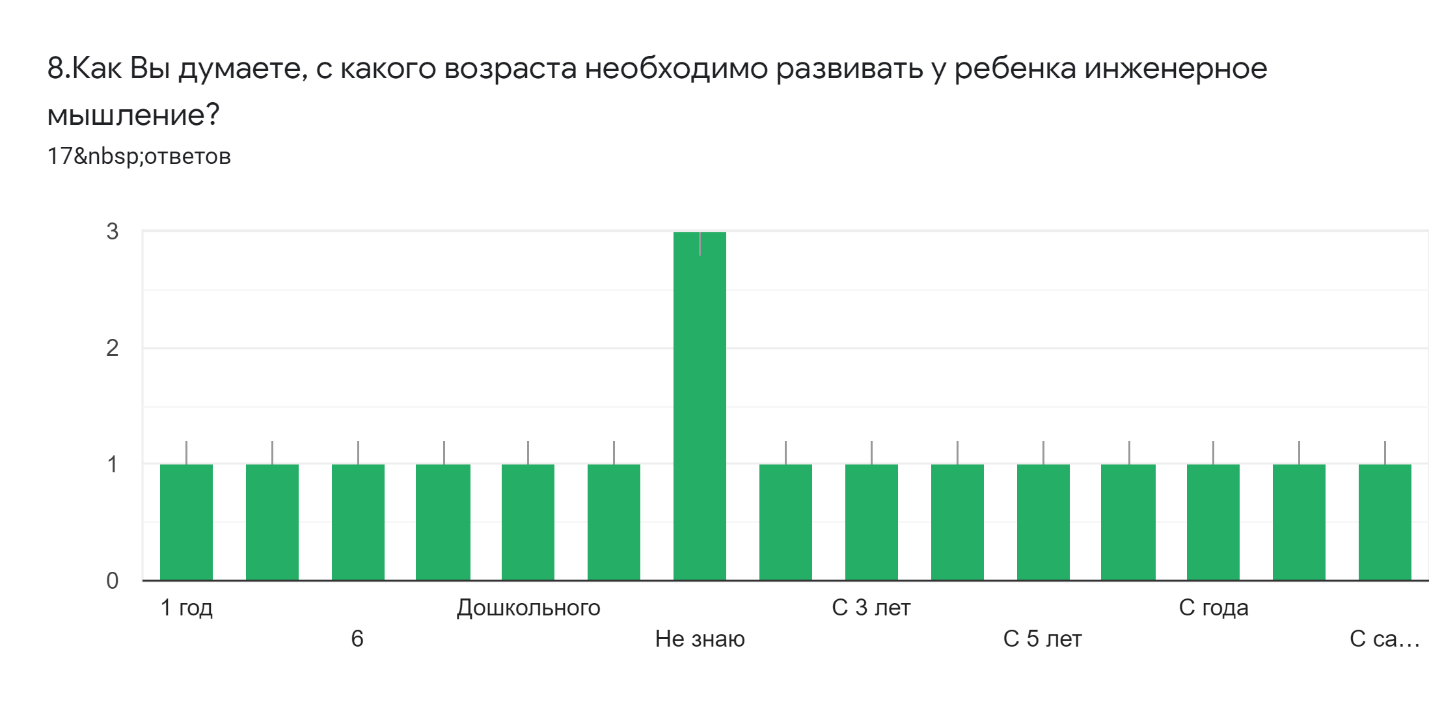 8.Как Вы думаете, с какого возраста необходимо развивать у ребенка инженерное
мышление?
17&nbsp;ответов
3
2
1
0
1 год
Дошкольного
С 3 лет
С года
6
Не знаю
С 5 лет
С са…